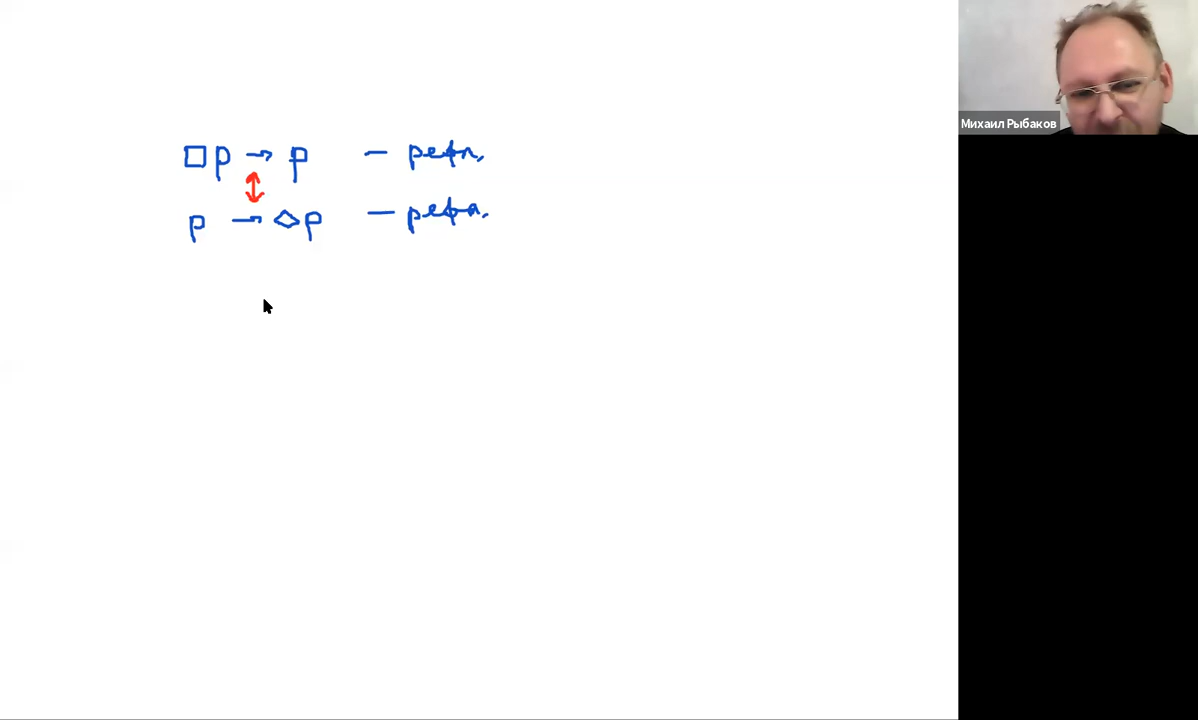 □p → p — рефл.
↕
p → ◇p — рефл.
Михаил Рыбаков